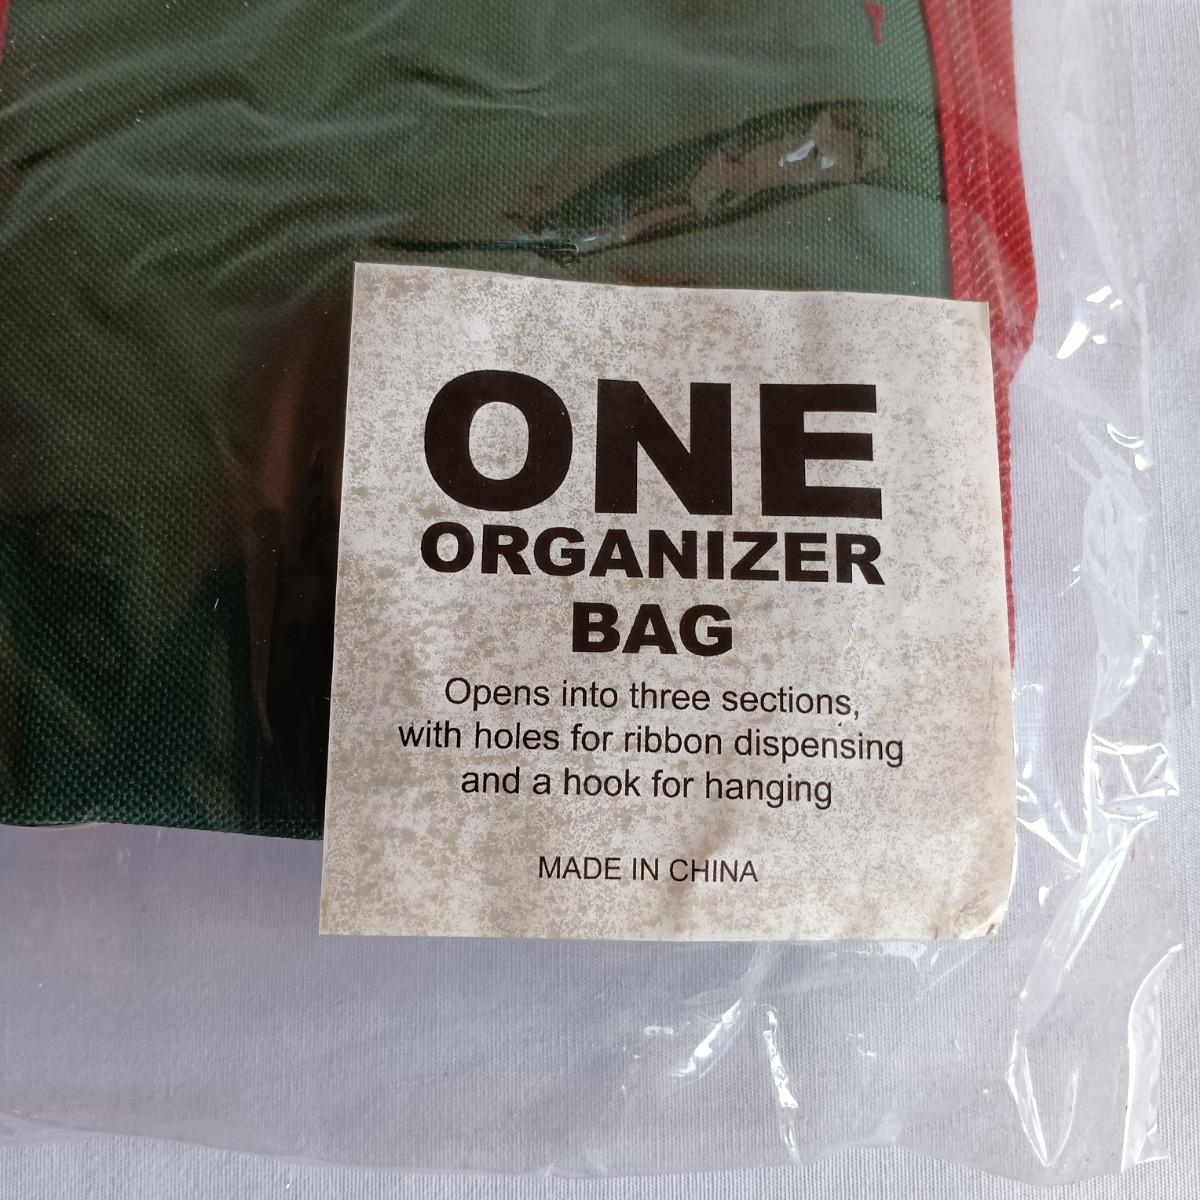 ONE
ORGANIZER
BAG
Opens into three sections,
with holes for ribbon dispensing
and a hook for hanging
MADE IN CHINA